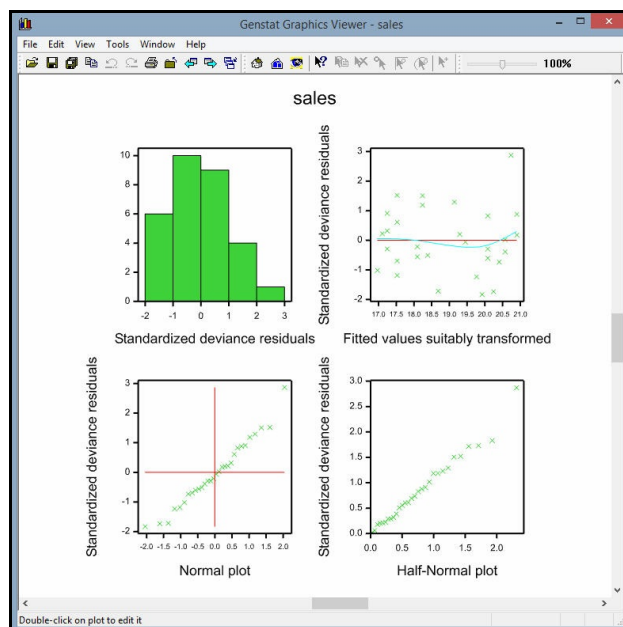 Genstat Graphics Viewer - sales
File Edit View Tools Window Help
100%
sales
Standardized deviance residuals
10
8
6
4
2
0
-2 -1 0 1 2 3
Standardized deviance residuals
Standardized deviance residuals
3
2
1
0
-1
-2
17.0 17.5 18.0 18.5 19.0 19.5 20.0 20.5 21.0
Fitted values suitably transformed
Standardized deviance residuals
3
2
1
0
-1
-2
-2.0 -1.5 -1.0 -0.5 0.0 0.5 1.0 1.5 2.0
Normal plot
Standardized deviance residuals
3.0
2.5
2.0
1.5
1.0
0.5
0.0
0.0 0.5 1.0 1.5 2.0
Half-Normal plot
Double-click on plot to edit it